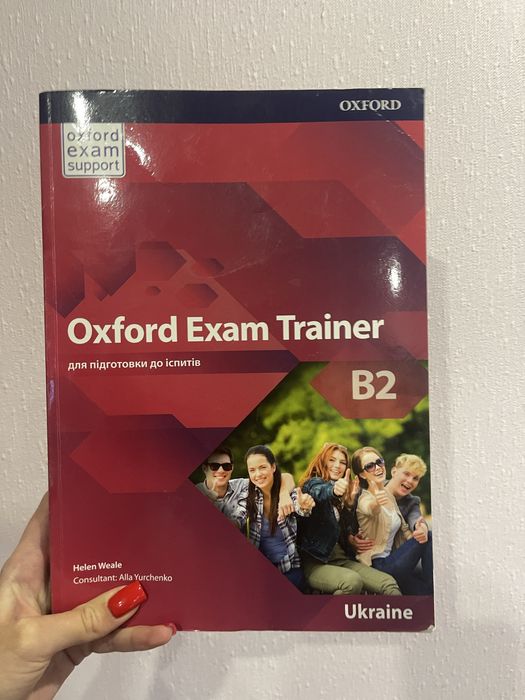 OXFORD
oxford
exam
support
Oxford Exam Trainer
для підготовки до іспитів
B2
Helen Weale
Consultant: Alla Yurchenko
Ukraine